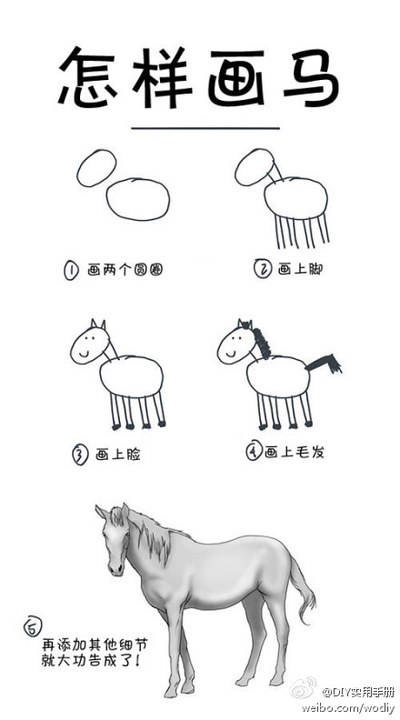 怎样画马
① 画两个圆圈
② 画上脚
③ 画上脸
④ 画上毛发
⑤
再添加其他细节
就大功告成了!
@DIY实用手册
weibo.com/wodiy